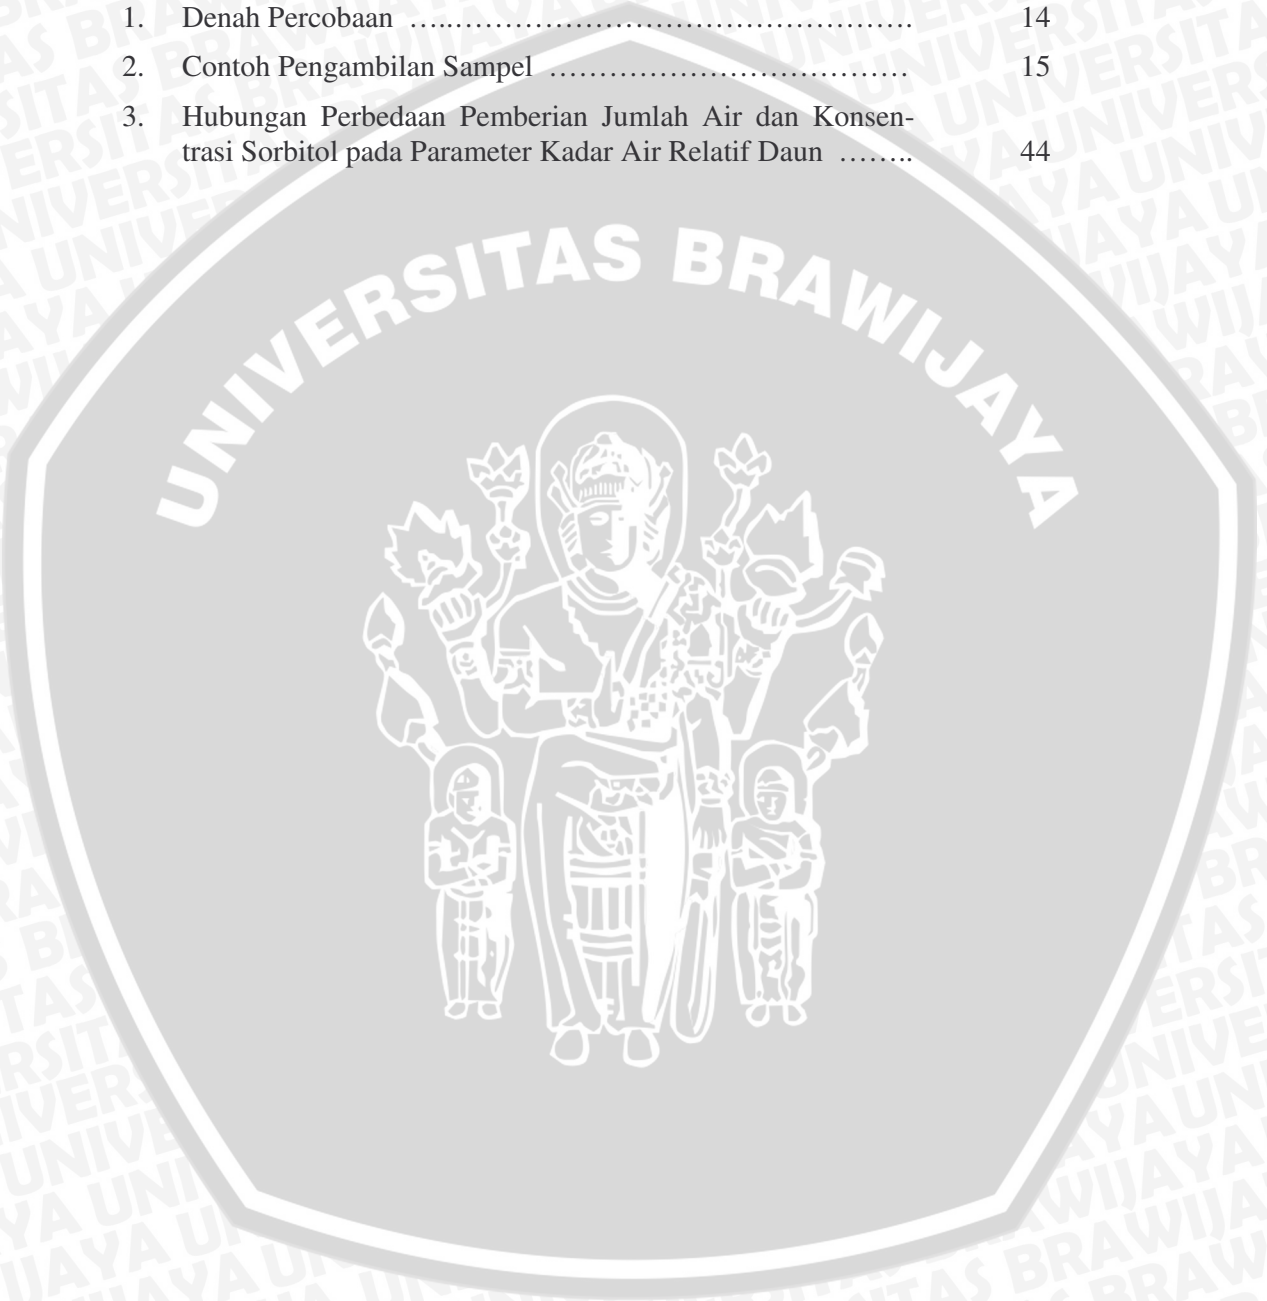 1. Denah Percobaan …..………………………………………. 14
2. Contoh Pengambilan Sampel ……………………………… 15
3. Hubungan Perbedaan Pemberian Jumlah Air dan Konsen-
trasi Sorbitol pada Parameter Kadar Air Relatif Daun …….. 44
UNIVERSITAS BRAWIJAYA